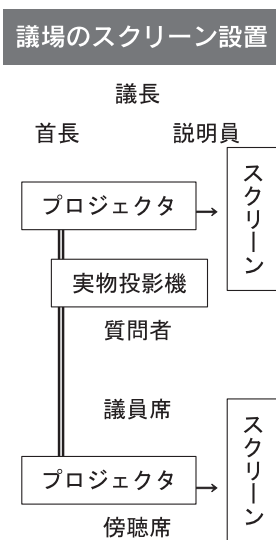 議場のスクリーン設置
議長
首長 説明員
プロジェクタ→
スクリーン
実物投影機
質問者
議員席
プロジェクタ→
スクリーン
傍聴席